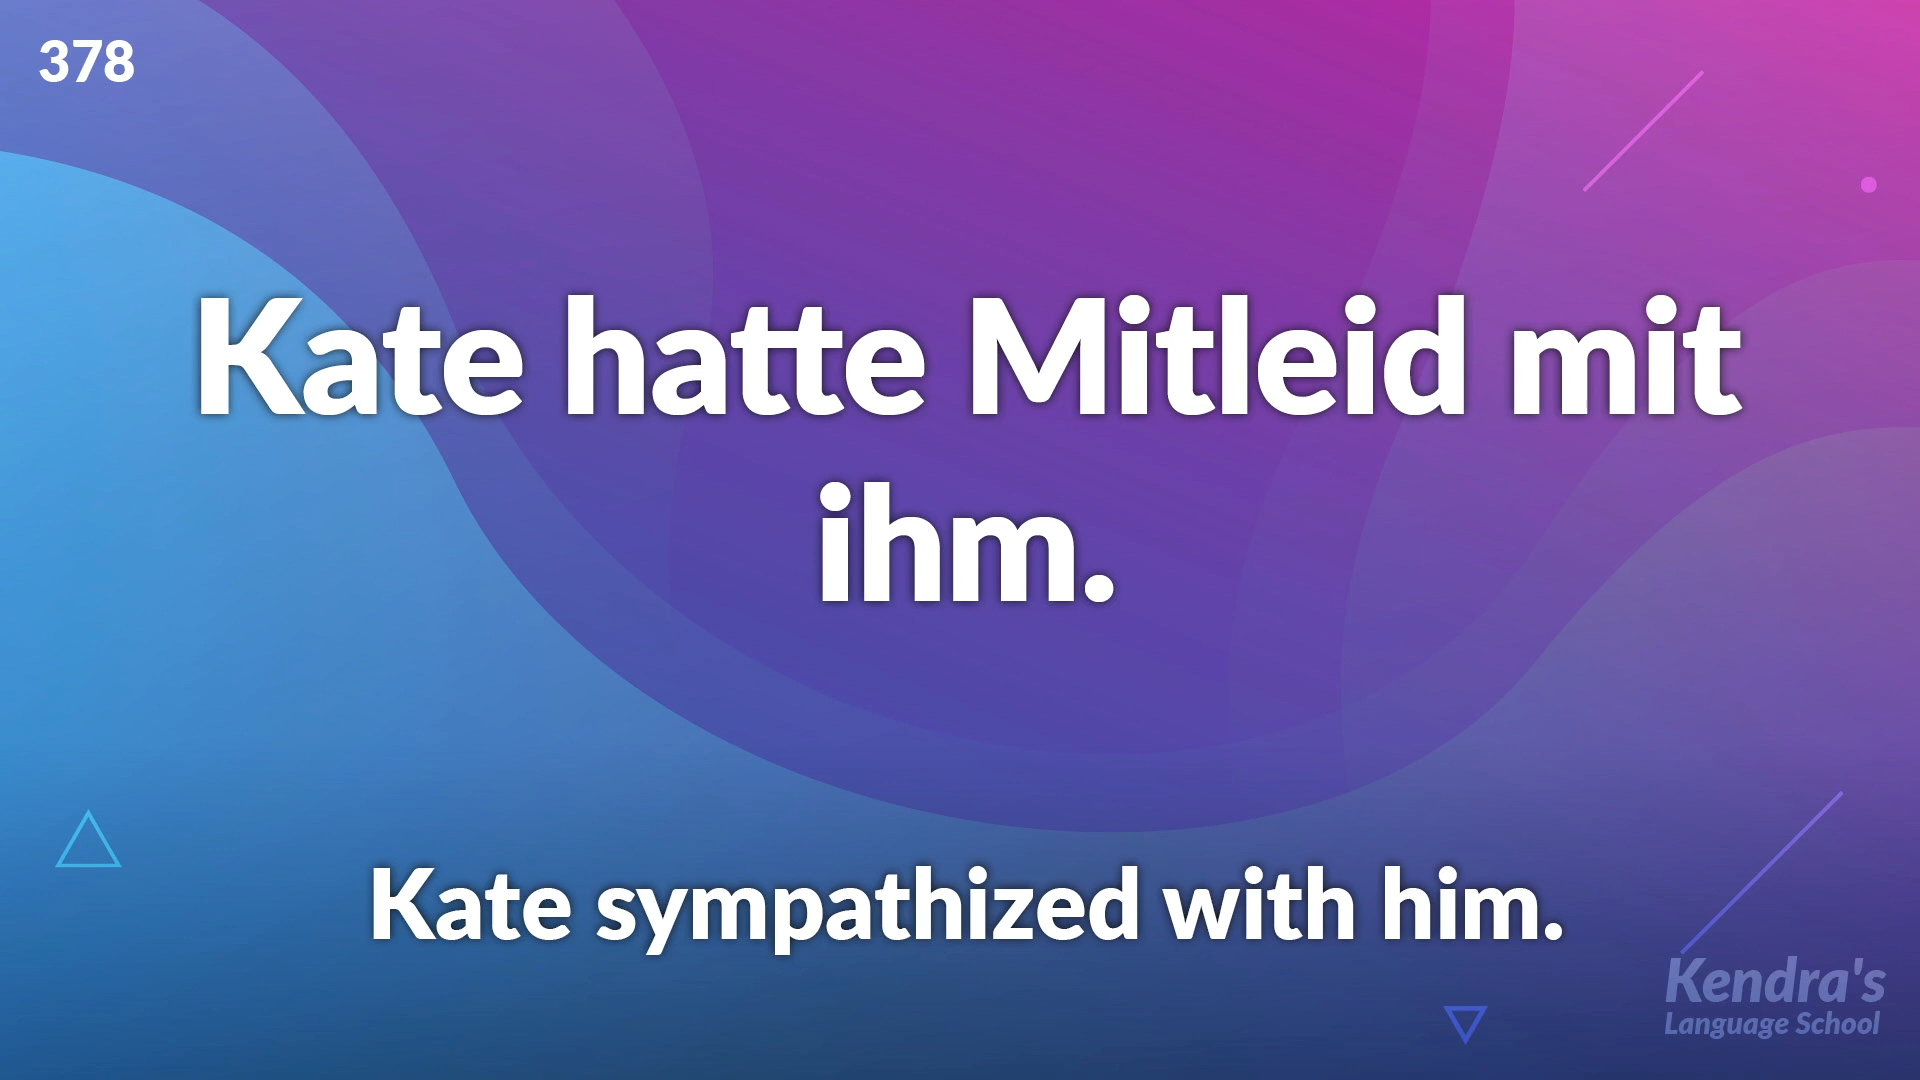 378
Kate hatte Mitleid mit
ihm.
Kate sympathized with him.
Kendra's
Language School